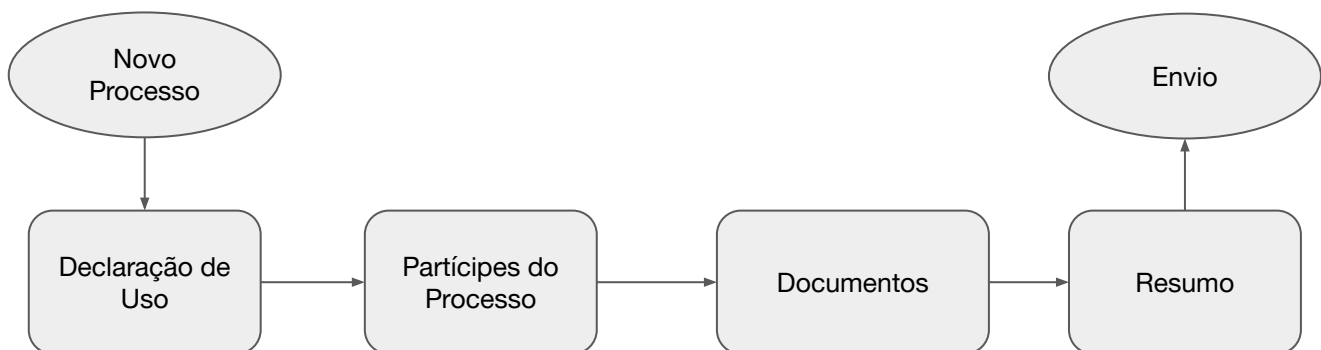 Novo
Processo
Envio
Declaração de
Uso
Partícipes do
Processo
Documentos
Resumo